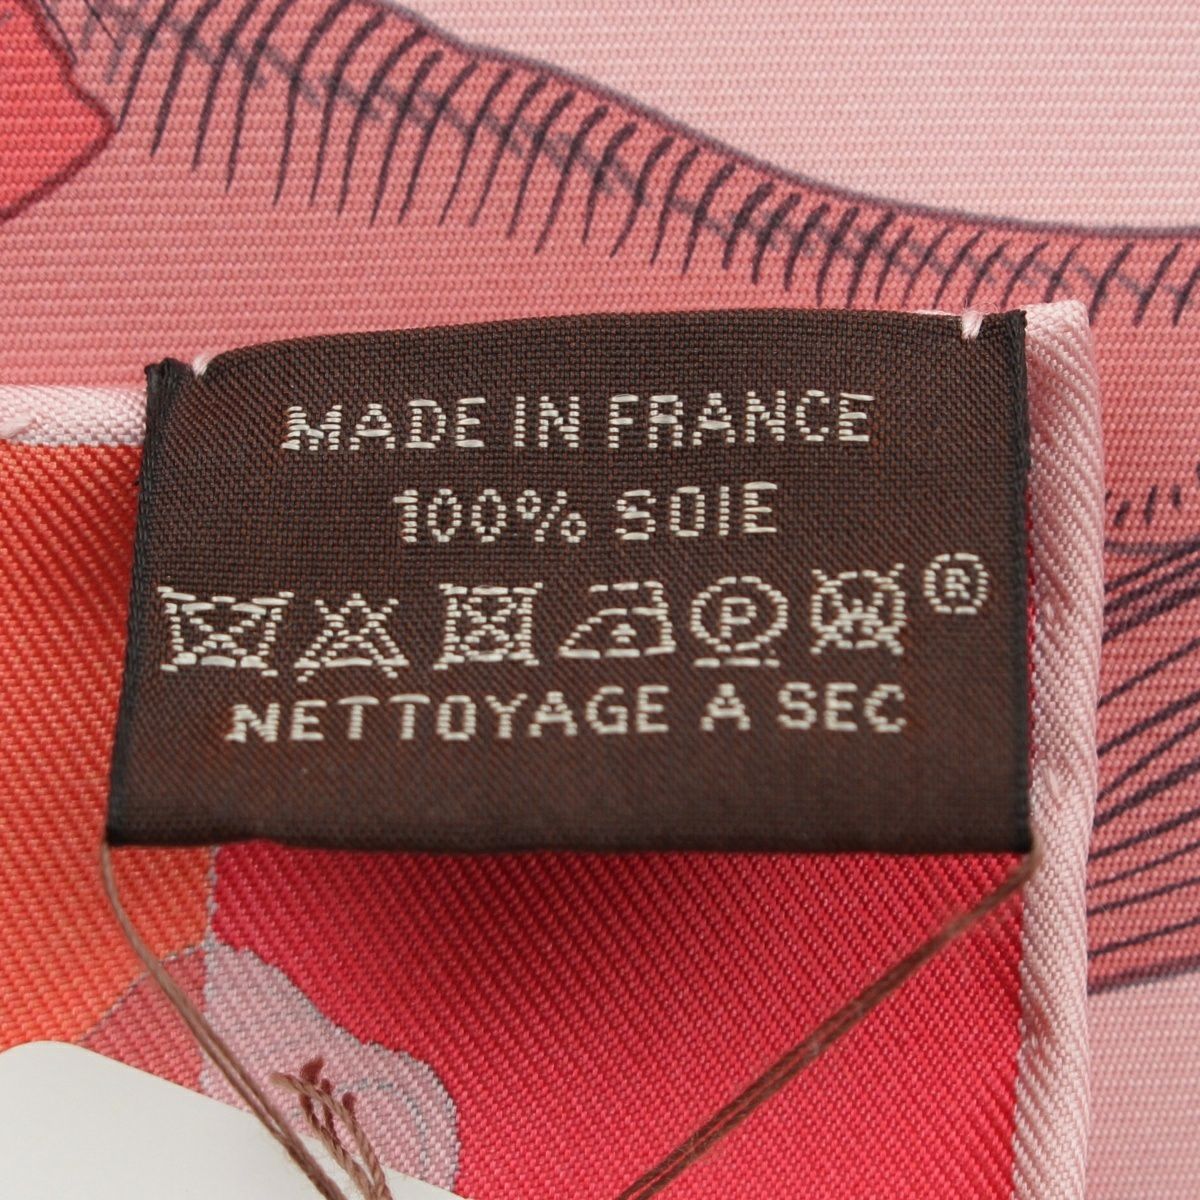 MADE IN FRANCE
100% SOIE
P W ®
NETTOYAGE A SEC